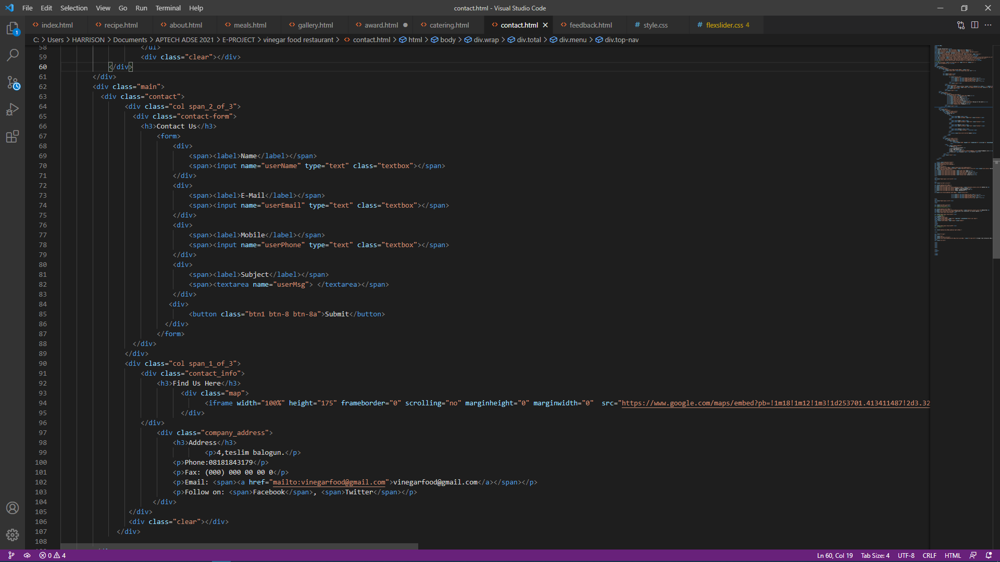 File Edit Selection View Go Run Terminal Help
contact.html - Visual Studio Code
index.html recipe.html about.html meals.html gallery.html award.html catering.html contact.html feedback.html style.css flexslider.css 4
C: > Users > HARRISON > Documents > APTECH ADSE 2021 > E-PROJECT > vinegar food restaurant > contact.html > html > body > div.wrap > div.total > div.menu > div.top-nav
58 </ul>
59 <div class="clear"></div>
60 </div>
61 </div>
62 <div class="main">
63 <div class="contact">
64 <div class="col span_2_of_3">
65 <div class="contact-form">
66 <h3>Contact Us</h3>
67 <form>
68 <div>
69 <span><label>Name</label></span>
70 <span><input name="userName" type="text" class="textbox"></span>
71 </div>
72 <div>
73 <span><label>E-Mail</label></span>
74 <span><input name="userEmail" type="text" class="textbox"></span>
75 </div>
76 <div>
77 <span><label>Mobile</label></span>
78 <span><input name="userPhone" type="text" class="textbox"></span>
79 </div>
80 <div>
81 <span><label>Subject</label></span>
82 <span><textarea name="userMsg"> </textarea></span>
83 </div>
84 <div>
85 <button class="btn1 btn-8 btn-8a">Submit</button>
86 </div>
87 </form>
88 </div>
89 </div>
90 <div class="col span_1_of_3">
91 <div class="contact_info">
92 <h3>Find Us Here</h3>
93 <div class="map">
94 <iframe width="100%" height="175" frameborder="0" scrolling="no" marginheight="0" marginwidth="0"  src="https://www.google.com/maps/embed?pb=!1m18!1m12!1m3!1d253701.413411487!2d3.32
95 </div>
96 </div>
97 <div class="company_address">
98 <h3>Address</h3>
99 <p>4,teslim balogun.</p>
100 <p>Phone:08181843179</p>
101 <p>Fax: (000) 000 00 00 0</p>
102 <p>Email: <span><a href="mailto:vinegarfood@gmail.com">vinegarfood@gmail.com</a></span></p>
103 <p>Follow on: <span>Facebook</span>, <span>Twitter</span></p>
104 </div>
105 </div>
106 <div class="clear"></div>
107 </div>
108
0 4 Ln 60, Col 19 Tab Size: 4 UTF-8 CRLF HTML